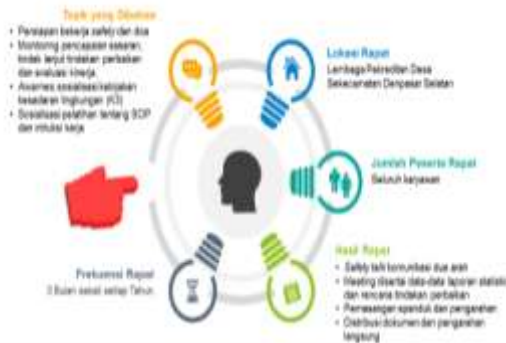 Topik yang Dibahas
• Persiapan bekerja safety dan doa
• Monitoring pencapaian sasaran,
tindak lanjut tindakan perbaikan
dan evaluasi kinerja.
• Awarnes sosialisasi kebijakan
kesadaran lingkungan (K3)
• Sosialisasi pelatihan tentang SOP
dan intruksi kerja
Lokasi Rapat
Lembaga Pekreditan Desa
Sekecamatan Denpasar Selatan
Jumlah Peserta Rapat
Seluruh karyawan
Hasil Rapat
• Safety talk komunikasi dua arah
• Meeting disertai data-data laporan statistik
dan rencana tindakan perbaikan
• Pemasangan spanduk dan pengarahan
• Distribusi dokumen dan pengarahan
langsung
Frekuensi Rapat
3 Bulan sekali setiap Tahun.